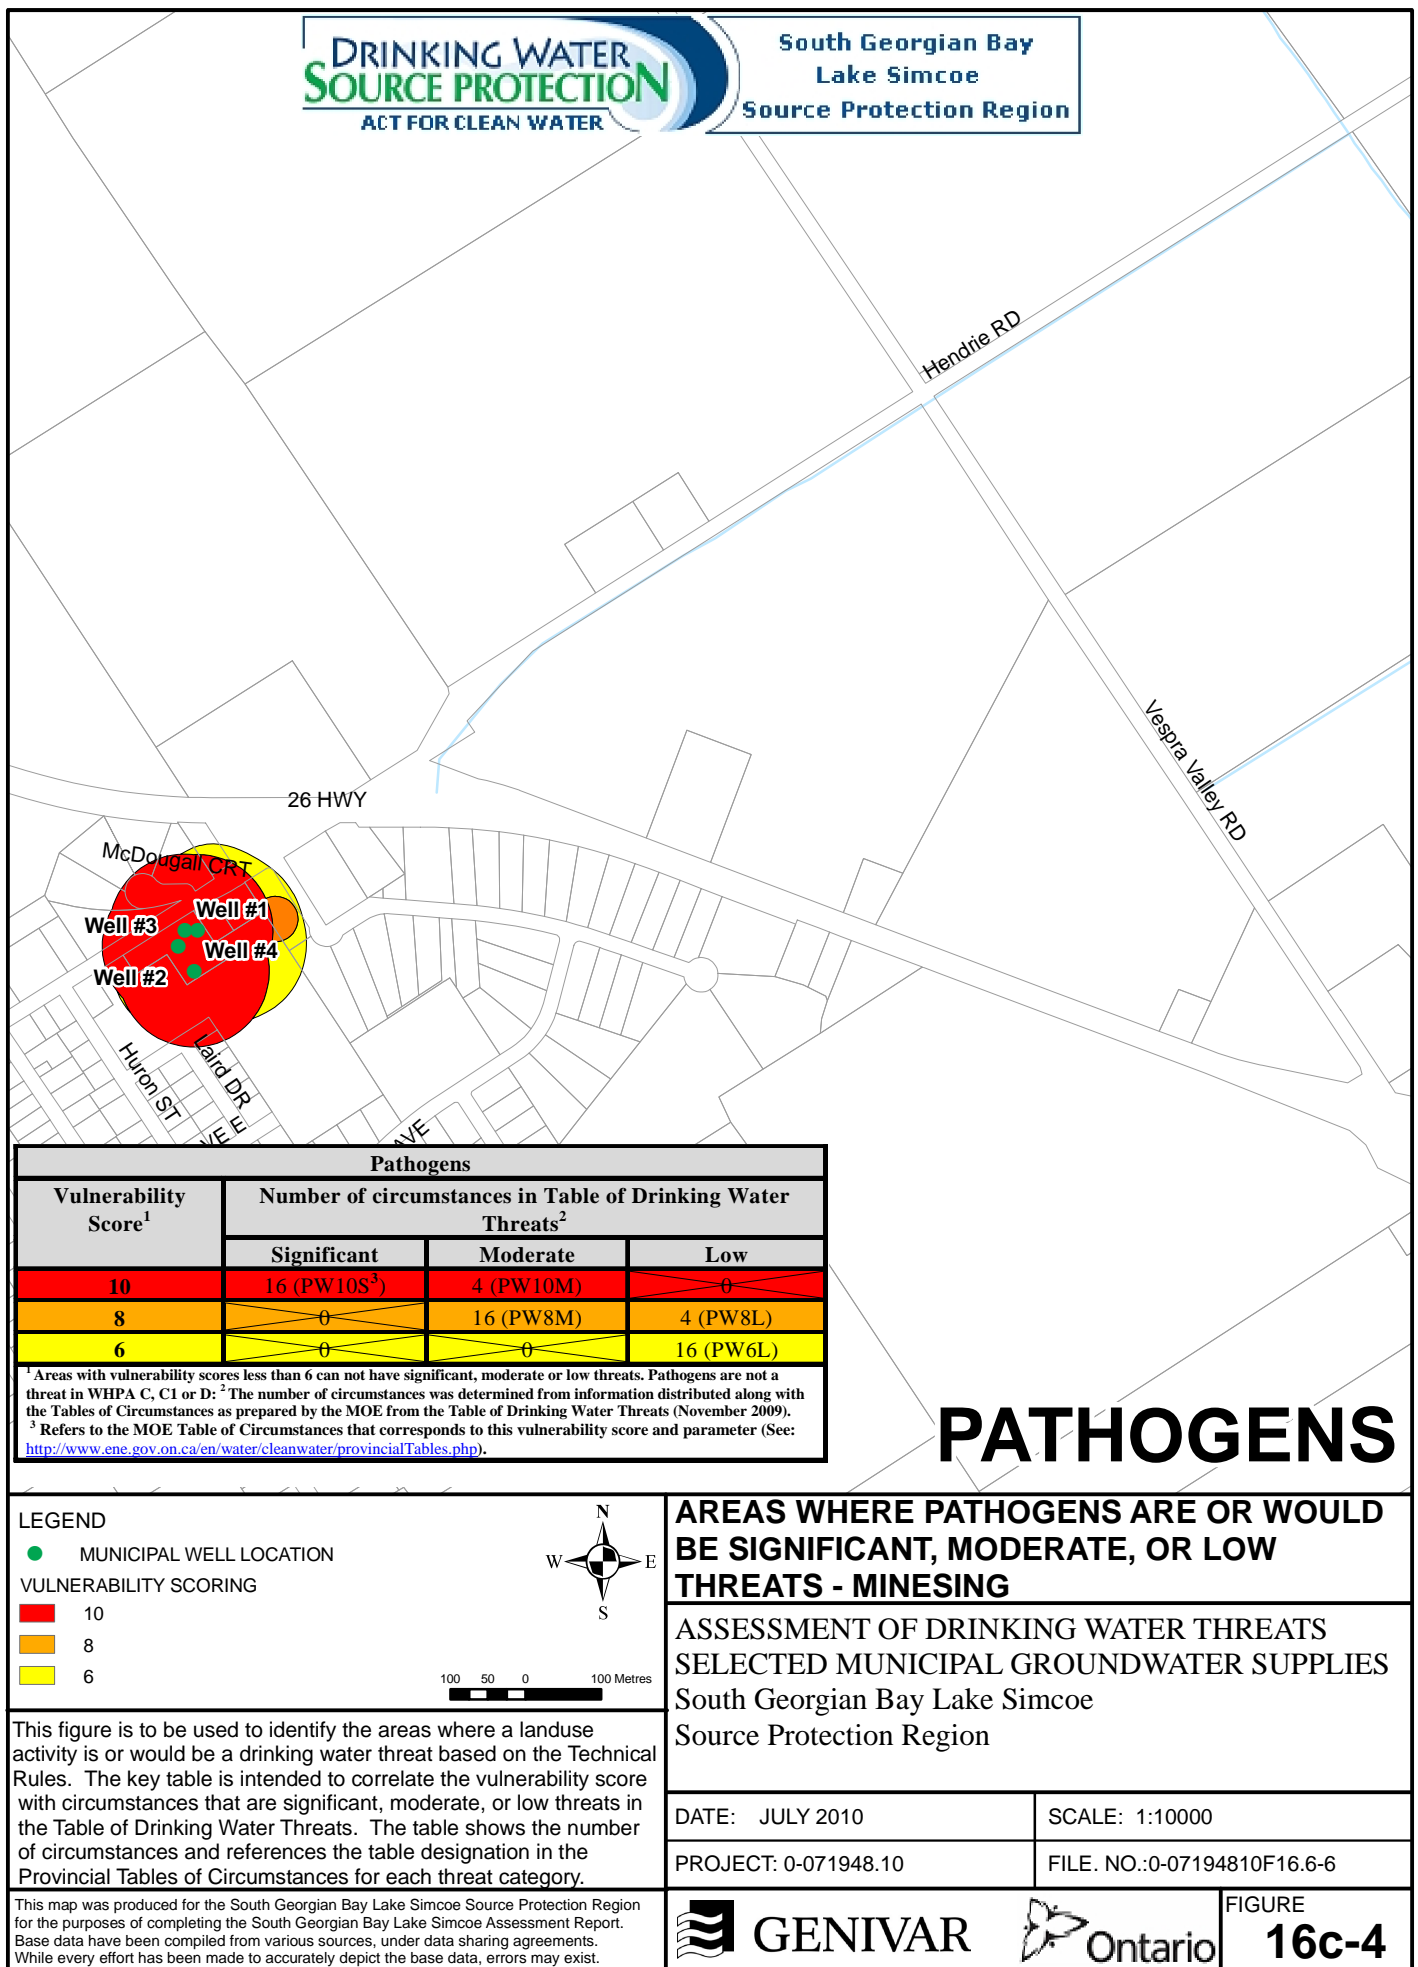 DRINKING WATER
SOURCE PROTECTION
ACT FOR CLEAN WATER
South Georgian Bay
Lake Simcoe
Source Protection Region
Hendrie RD
Vespra Valley RD
26 HWY
McDougall CRT
Well #1
Well #3
Well #4
Well #2
Huron ST
Laird DR
VE E
AVE
Pathogens
Vulnerability Score1
Number of circumstances in Table of Drinking Water Threats2
Significant Moderate Low
10 16 (PW10S3) 4 (PW10M) 0
8 0 16 (PW8M) 4 (PW8L)
6 0 0 16 (PW6L)
1 Areas with vulnerability scores less than 6 can not have significant, moderate or low threats. Pathogens are not a
threat in WHPA C, C1 or D: 2 The number of circumstances was determined from information distributed along with
the Tables of Circumstances as prepared by the MOE from the Table of Drinking Water Threats (November 2009).
3 Refers to the MOE Table of Circumstances that corresponds to this vulnerability score and parameter (See:
http://www.ene.gov.on.ca/en/water/cleanwater/provincialTables.php).
PATHOGENS
LEGEND
MUNICIPAL WELL LOCATION
VULNERABILITY SCORING
10
8
6
N
W E
S
100 50 0 100 Metres
This figure is to be used to identify the areas where a landuse
activity is or would be a drinking water threat based on the Technical
Rules. The key table is intended to correlate the vulnerability score
with circumstances that are significant, moderate, or low threats in
the Table of Drinking Water Threats. The table shows the number
of circumstances and references the table designation in the
Provincial Tables of Circumstances for each threat category.
This map was produced for the South Georgian Bay Lake Simcoe Source Protection Region
for the purposes of completing the South Georgian Bay Lake Simcoe Assessment Report.
Base data have been compiled from various sources, under data sharing agreements.
While every effort has been made to accurately depict the base data, errors may exist.
AREAS WHERE PATHOGENS ARE OR WOULD
BE SIGNIFICANT, MODERATE, OR LOW
THREATS - MINESING
ASSESSMENT OF DRINKING WATER THREATS
SELECTED MUNICIPAL GROUNDWATER SUPPLIES
South Georgian Bay Lake Simcoe
Source Protection Region
DATE: JULY 2010
SCALE: 1:10000
PROJECT: 0-071948.10
FILE. NO.:0-07194810F16.6-6
GENIVAR
Ontario
FIGURE
16c-4